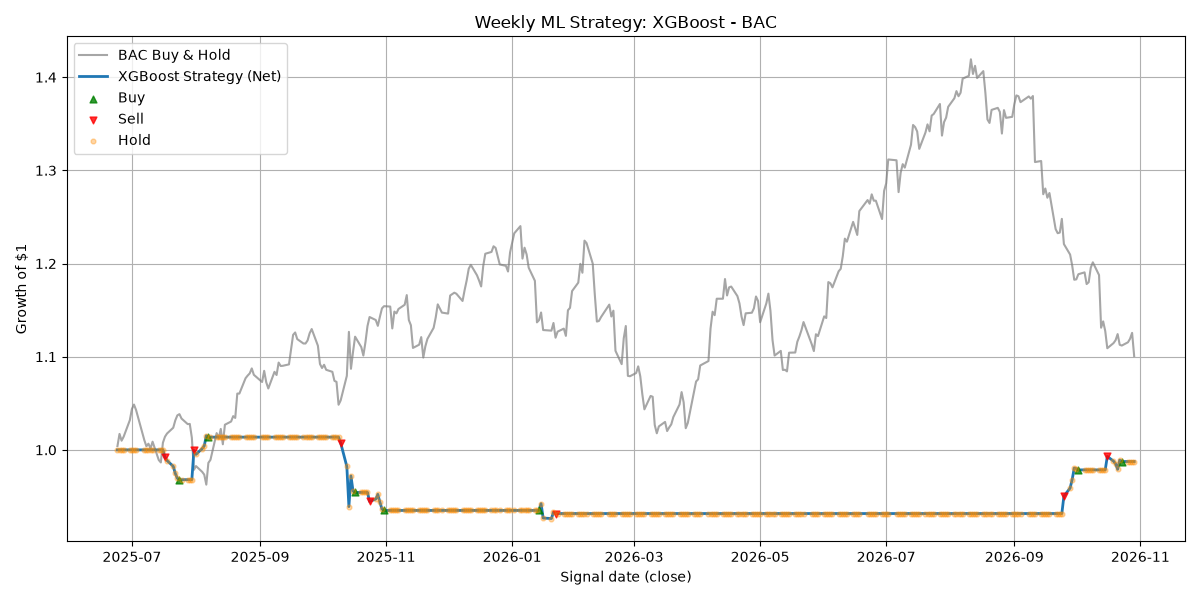 Weekly ML Strategy: XGBoost - BAC
BAC Buy & Hold
XGBoost Strategy (Net)
Buy
Sell
Hold
Growth of $1
1.4
1.3
1.2
1.1
1.0
2025-07
2025-09
2025-11
2026-01
2026-03
2026-05
2026-07
2026-09
2026-11
Signal date (close)